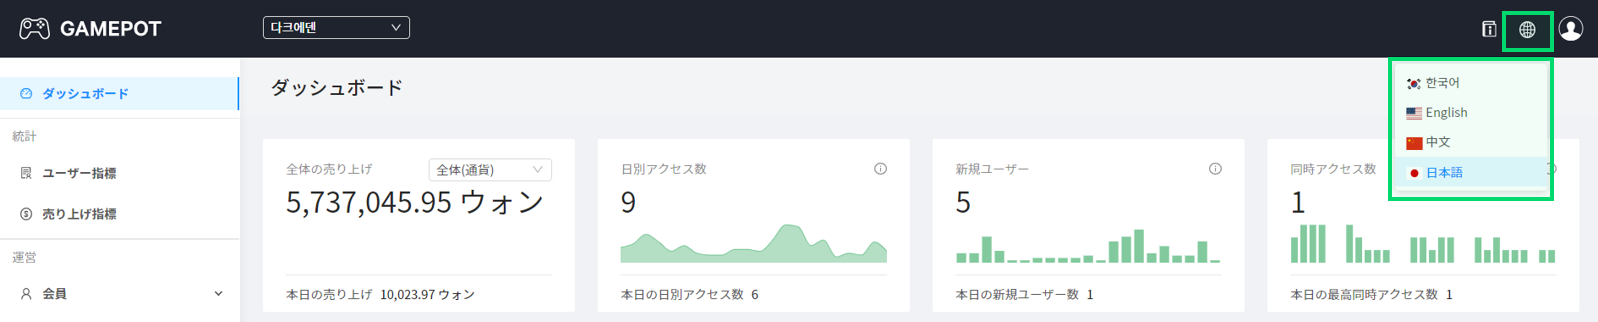 GAMEPOT
다크에덴
한국어
English
中文
日本語
ダッシュボード
統計
ユーザー指標
売り上げ指標
運営
会員
ダッシュボード
全体の売り上げ
全体(通貨)
5,737,045.95 ウォン
本日の売り上げ 10,023.97 ウォン
日別アクセス数
9
本日の日別アクセス数 6
新規ユーザー
5
本日の新規ユーザー数 1
同時アクセス数
1
本日の最高同時アクセス数 1